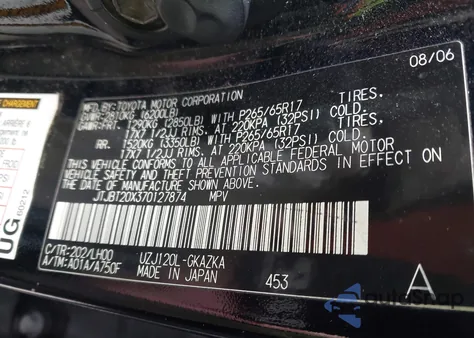 08/06
MFD. BY: TOYOTA MOTOR CORPORATION
GVWR: 2810KG (6200LB)
GAWR: FRT. 1290KG (2850LB) WITH P265/65R17 TIRES,
17X7 1/2JJ RIMS, AT 220KPA (32PSI) COLD.
RR. 1520KG (3350LB) WITH P265/65R17 TIRES,
17X7 1/2JJ RIMS, AT 220KPA (32PSI) COLD.
THIS VEHICLE CONFORMS TO ALL APPLICABLE FEDERAL MOTOR
VEHICLE SAFETY AND THEFT PREVENTION STANDARDS IN EFFECT
ON THE DATE OF MANUFACTURE SHOWN ABOVE.
JTJBT20X370127874 MPV
C/TR: 202/LH00 UZJ120L-GKAZKA
A/TM: A01A/A750F MADE IN JAPAN 453 A
UG
60212
autosnap